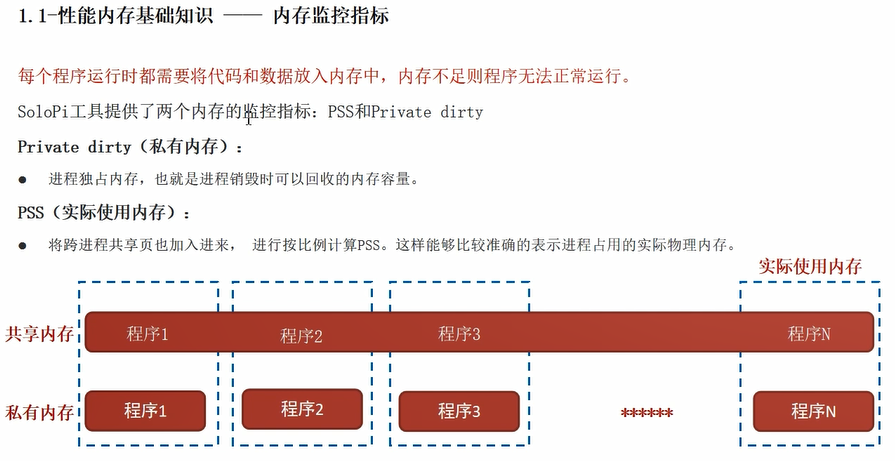 1.1-性能内存基础知识 —— 内存监控指标
每个程序运行时都需要将代码和数据放入内存中，内存不足则程序无法正常运行。
SoloPi工具提供了两个内存的监控指标：PSS和Private dirty
Private dirty（私有内存）：
● 进程独占内存，也就是进程销毁时可以回收的内存容量。
PSS（实际使用内存）：
● 将跨进程共享页也加入进来， 进行按比例计算PSS。这样能够比较准确的表示进程占用的实际物理内存。
实际使用内存
共享内存 程序1 程序2 程序3 程序N
私有内存 程序1 程序2 程序3 ****** 程序N